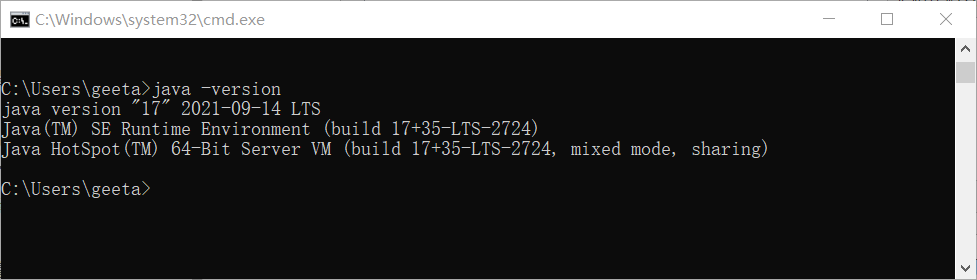 C:\Windows\system32\cmd.exe
C:\Users\geeta>java -version
java version "17" 2021-09-14 LTS
Java(TM) SE Runtime Environment (build 17+35-LTS-2724)
Java HotSpot(TM) 64-Bit Server VM (build 17+35-LTS-2724, mixed mode, sharing)
C:\Users\geeta>